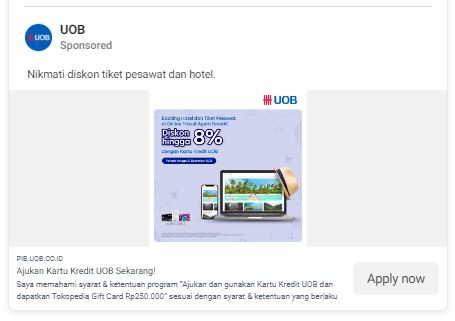 UOB
UOB
Sponsored
Nikmati diskon tiket pesawat dan hotel.
UOB
Booking Hotel dan Tiket Pesawat
di Online Travel Agent Favorit!
Diskon
hingga 8%
dengan Kartu Kredit UOB
PIB.UOB.CO.ID
Ajukan Kartu Kredit UOB Sekarang!
Saya memahami syarat & ketentuan program "Ajukan dan gunakan Kartu Kredit UOB dan
dapatkan Tokopedia Gift Card Rp250.000" sesuai dengan syarat & ketentuan yang berlaku
Apply now